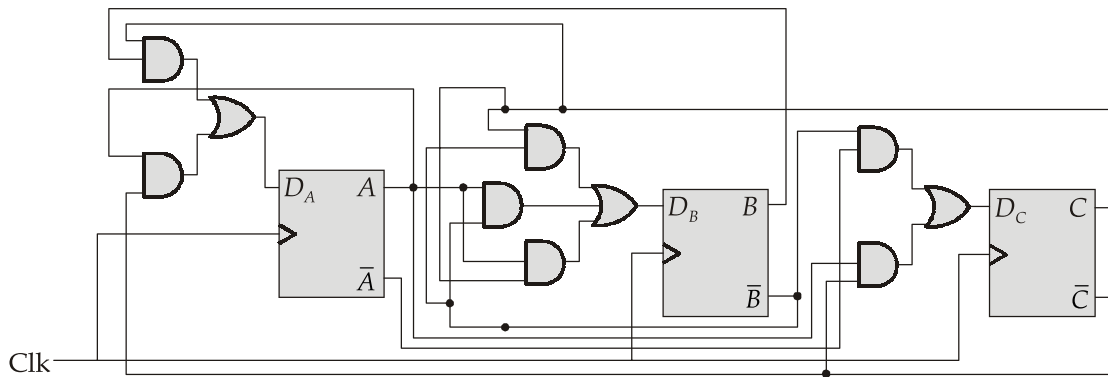 D_A A
A̅
D_B B
B̅
D_C C
C̅
Clk